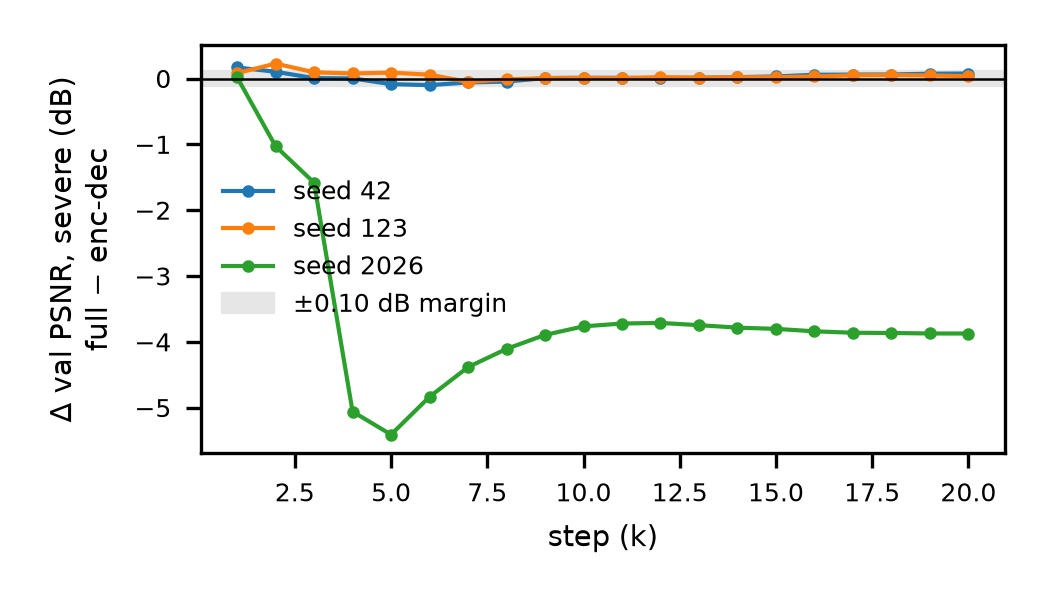 Δ val PSNR, severe (dB)
full − enc-dec
0
−1
−2
−3
−4
−5
seed 42
seed 123
seed 2026
±0.10 dB margin
2.5 5.0 7.5 10.0 12.5 15.0 17.5 20.0
step (k)